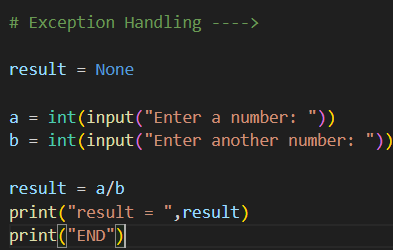 # Exception Handling ---->
result = None
a = int(input("Enter a number: "))
b = int(input("Enter another number: "))
result = a/b
print("result = ",result)
print("END")